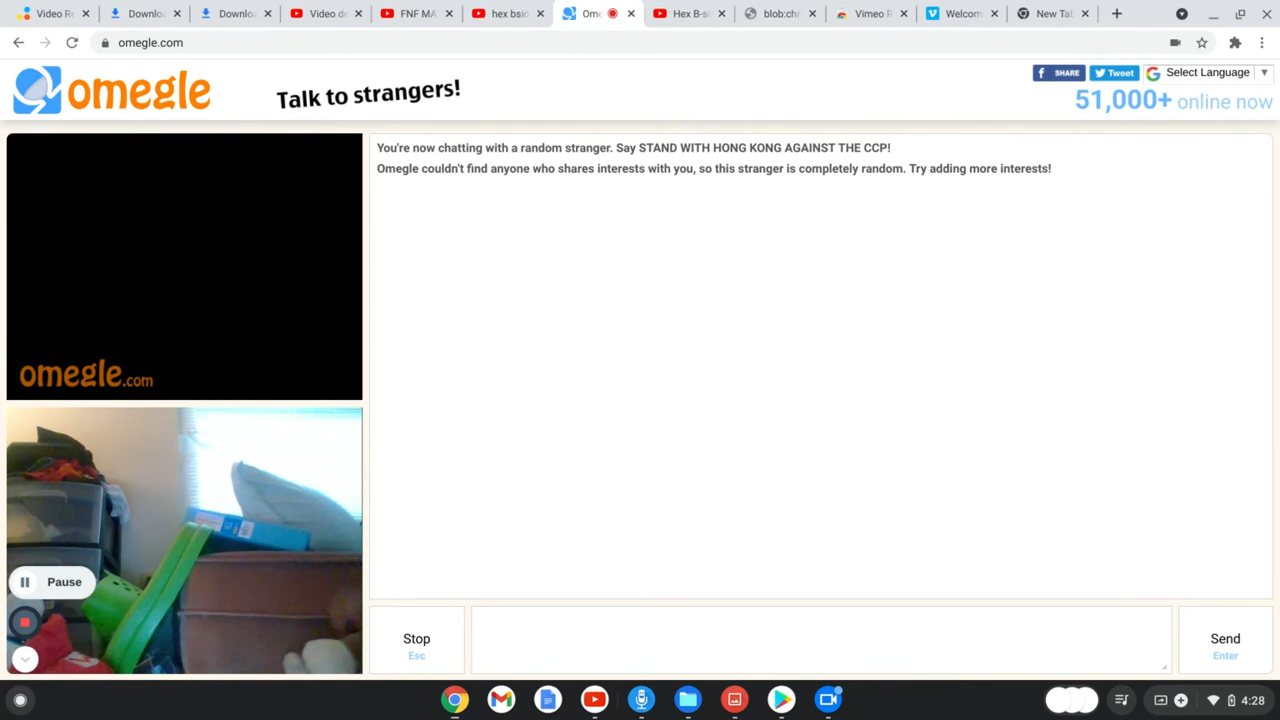 Video Re
Downloa
Downloa
Video de
FNF MA
hex bsid
Ome
Hex B-s
blob:chr
Vimeo R
Welcom
New Tab
omegle.com
omegle
Talk to strangers!
SHARE
Tweet
Select Language
51,000+ online now
You're now chatting with a random stranger. Say STAND WITH HONG KONG AGAINST THE CCP!
Omegle couldn't find anyone who shares interests with you, so this stranger is completely random. Try adding more interests!
omegle.com
Pause
Stop
Esc
Send
Enter
4:28